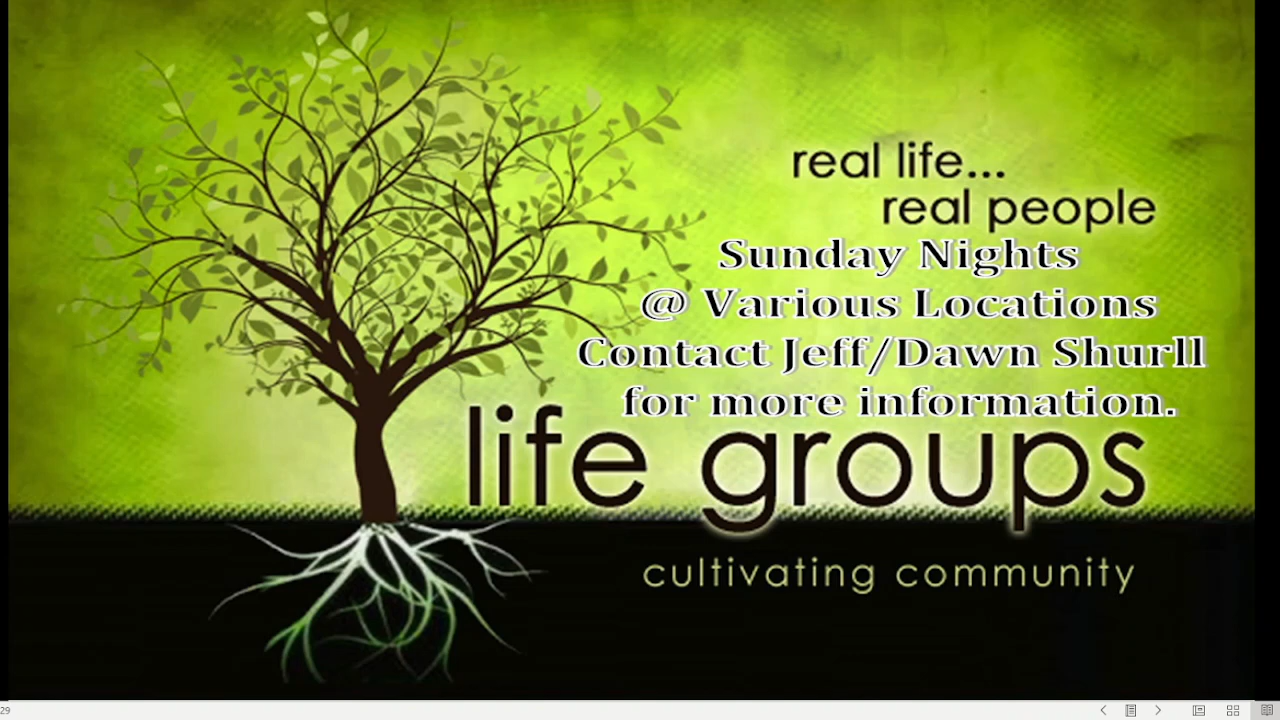 real life...
real people
Sunday Nights
@ Various Locations
Contact Jeff/Dawn Shurll
for more information.
life groups
cultivating community
29